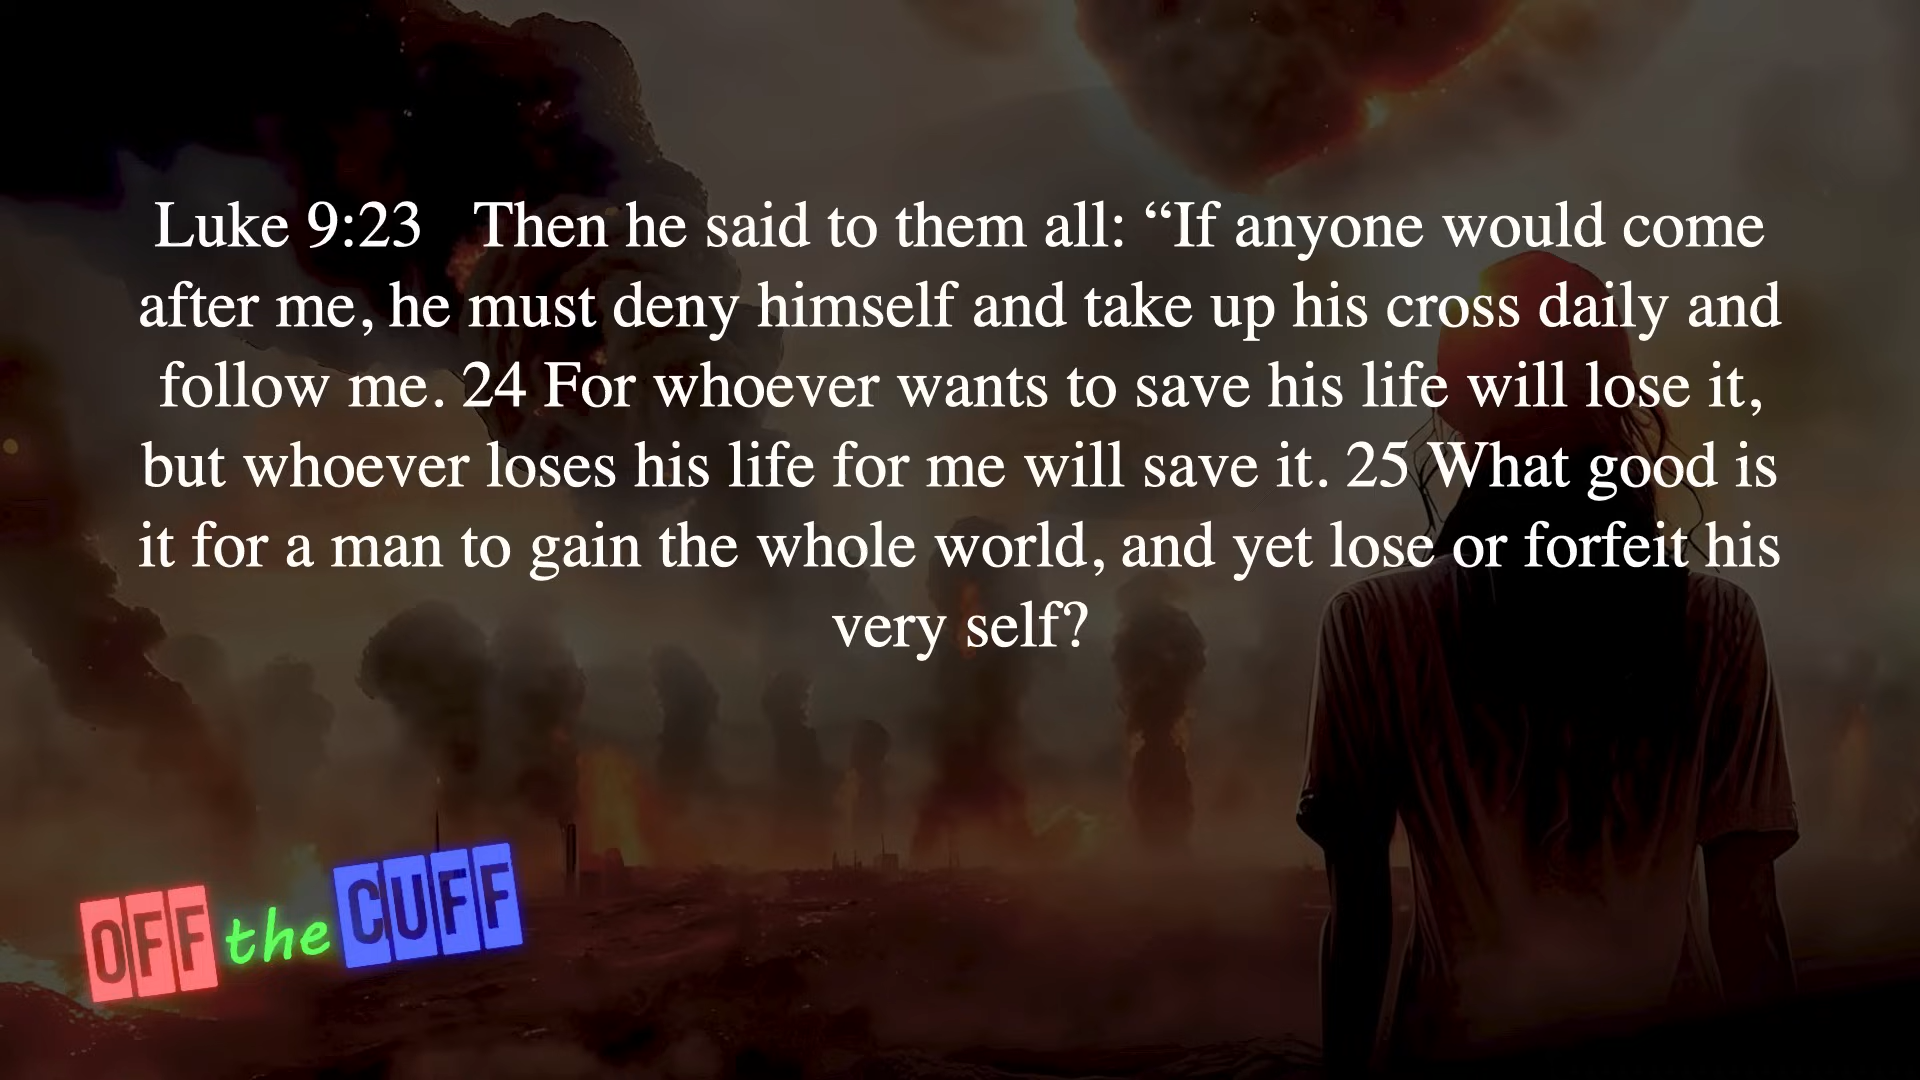 Luke 9:23   Then he said to them all: “If anyone would come
after me, he must deny himself and take up his cross daily and
follow me. 24 For whoever wants to save his life will lose it,
but whoever loses his life for me will save it. 25 What good is
it for a man to gain the whole world, and yet lose or forfeit his
very self?
OFF the CUFF